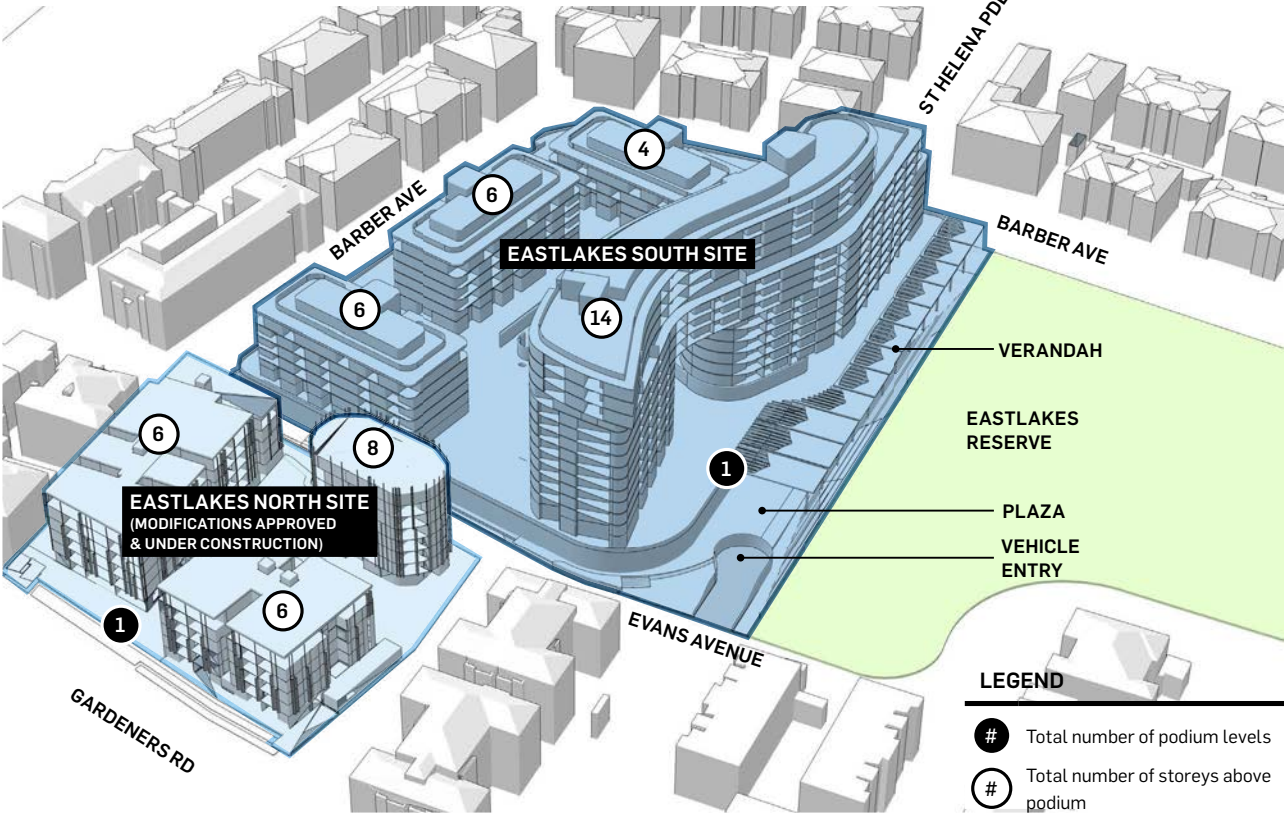 ST HELENA PDE
4
6
BARBER AVE
BARBER AVE
EASTLAKES SOUTH SITE
6
14
VERANDAH
EASTLAKES
RESERVE
6
8
1
EASTLAKES NORTH SITE
(MODIFICATIONS APPROVED
& UNDER CONSTRUCTION)
PLAZA
VEHICLE
ENTRY
6
1
EVANS AVENUE
GARDENERS RD
LEGEND
# Total number of podium levels
# Total number of storeys above
podium